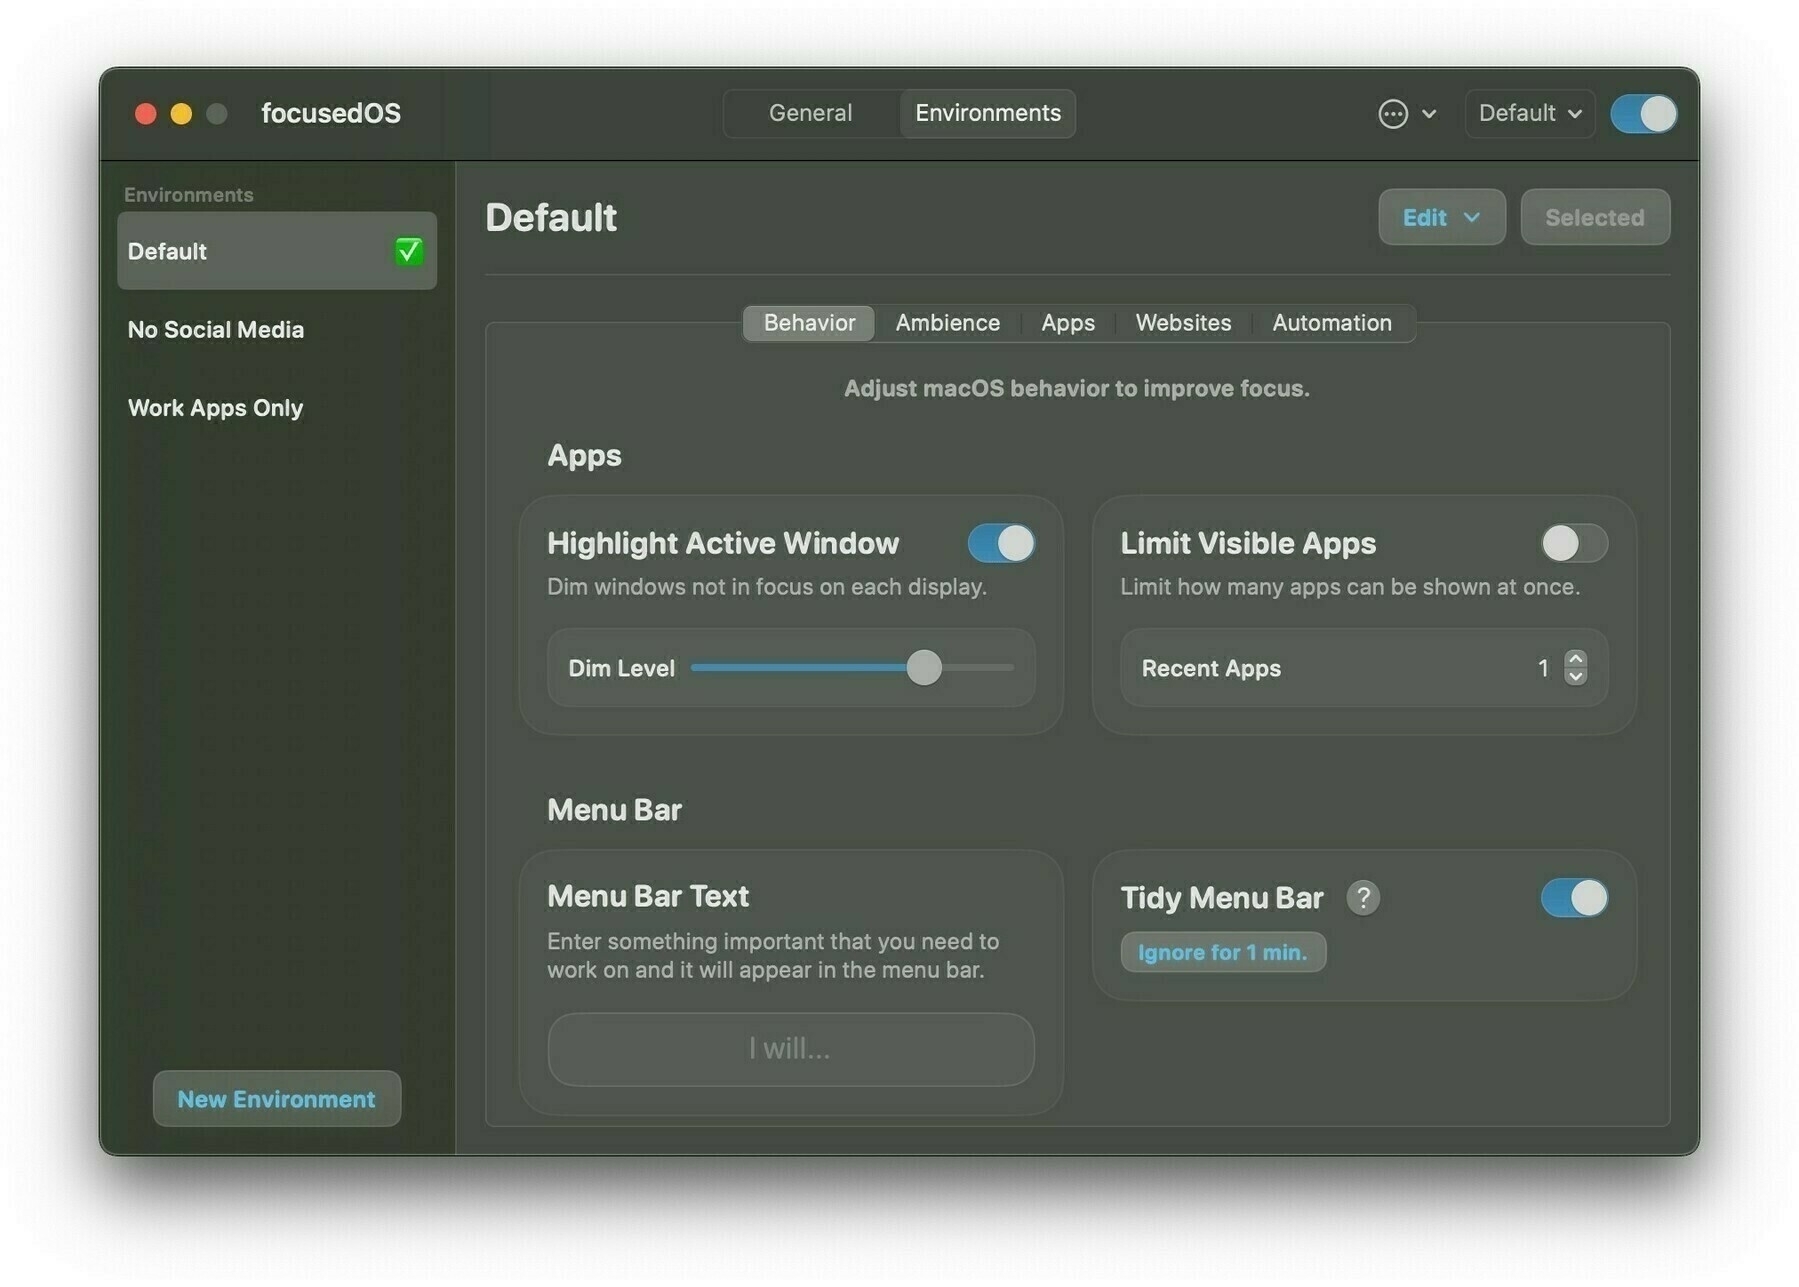 focusedOS
General
Environments
Default
Environments
Default
No Social Media
Work Apps Only
New Environment
Default
Edit
Selected
Behavior
Ambience
Apps
Websites
Automation
Adjust macOS behavior to improve focus.
Apps
Highlight Active Window
Dim windows not in focus on each display.
Dim Level
Limit Visible Apps
Limit how many apps can be shown at once.
Recent Apps
1
Menu Bar
Menu Bar Text
Enter something important that you need to
work on and it will appear in the menu bar.
I will...
Tidy Menu Bar
?
Ignore for 1 min.